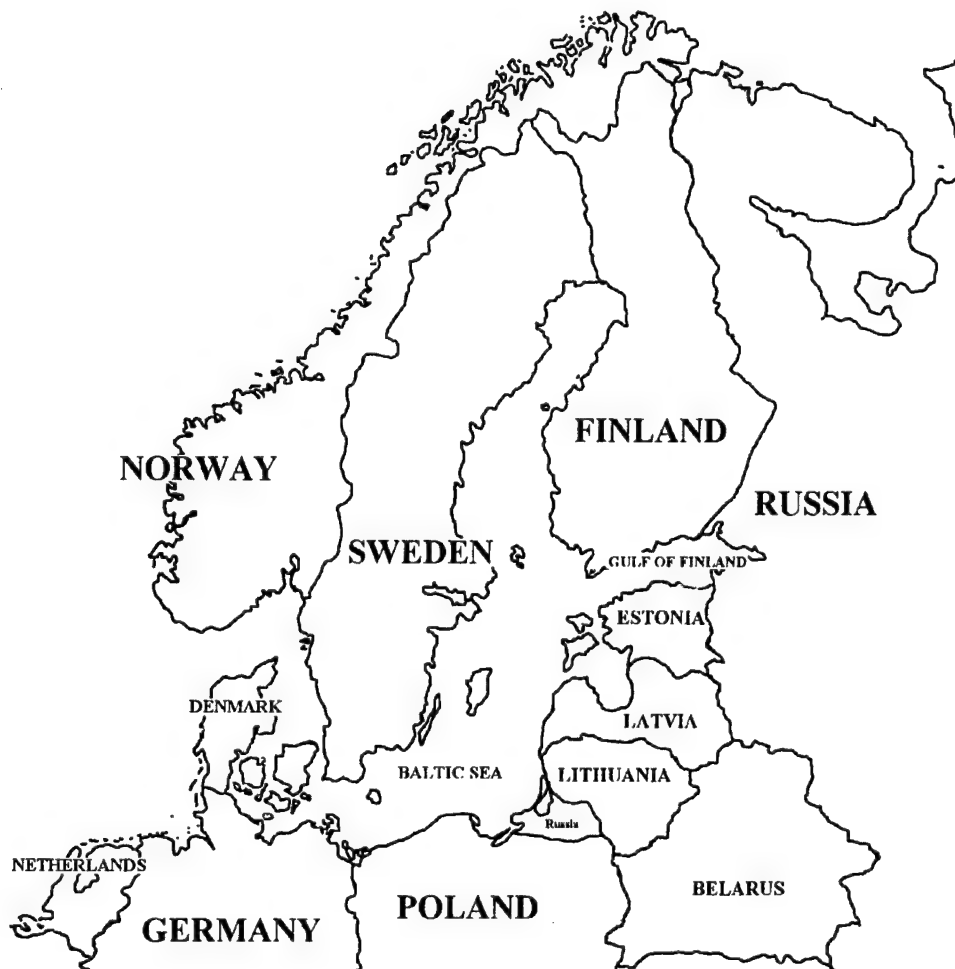 FINLAND
NORWAY
RUSSIA
SWEDEN
GULF OF FINLAND
ESTONIA
DENMARK
LATVIA
BALTIC SEA
LITHUANIA
Russia
NETHERLANDS
BELARUS
POLAND
GERMANY